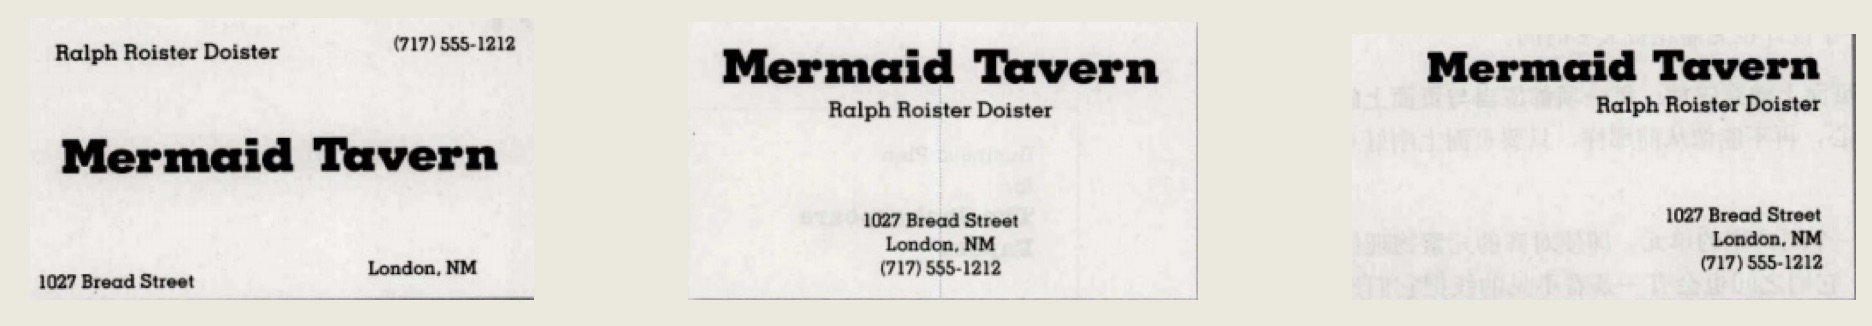 Ralph Roister Doister
(717) 555-1212
Mermaid Tavern
1027 Bread Street
London, NM
Mermaid Tavern
Ralph Roister Doister
1027 Bread Street
London, NM
(717) 555-1212
Mermaid Tavern
Ralph Roister Doister
1027 Bread Street
London, NM
(717) 555-1212